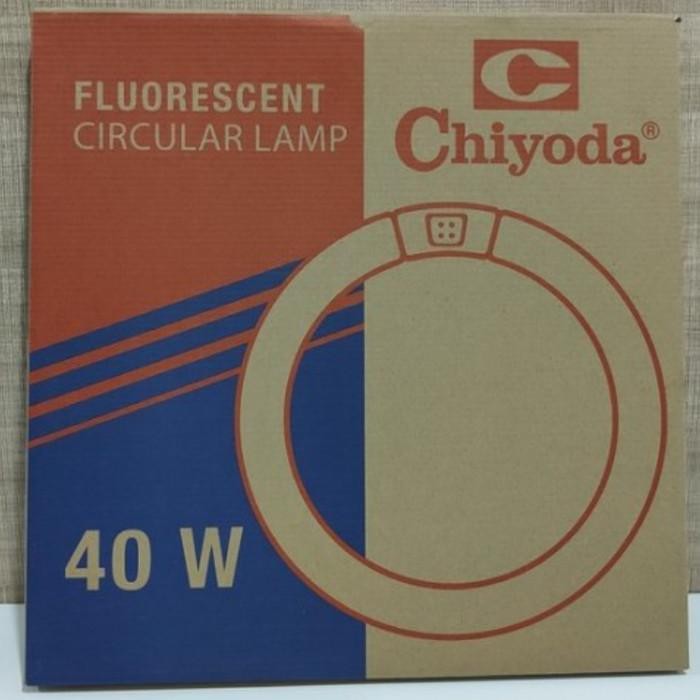 FLUORESCENT
CIRCULAR LAMP
C
Chiyoda®
40 W